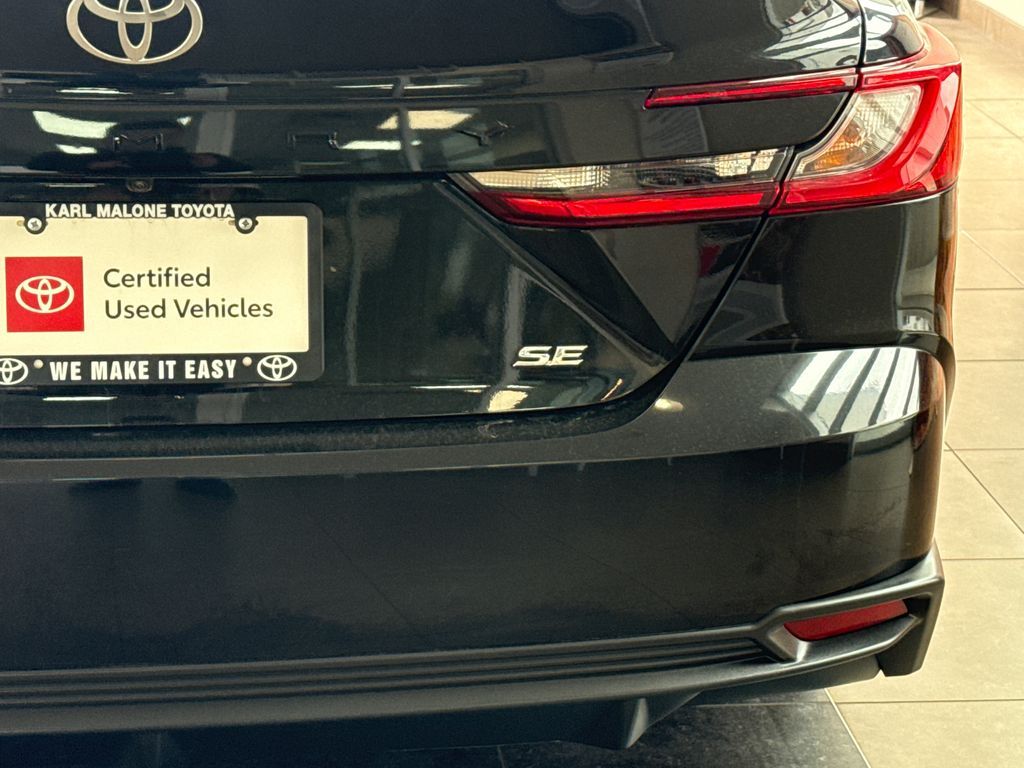 M R Y
KARL MALONE TOYOTA
Certified
Used Vehicles
WE MAKE IT EASY
SE